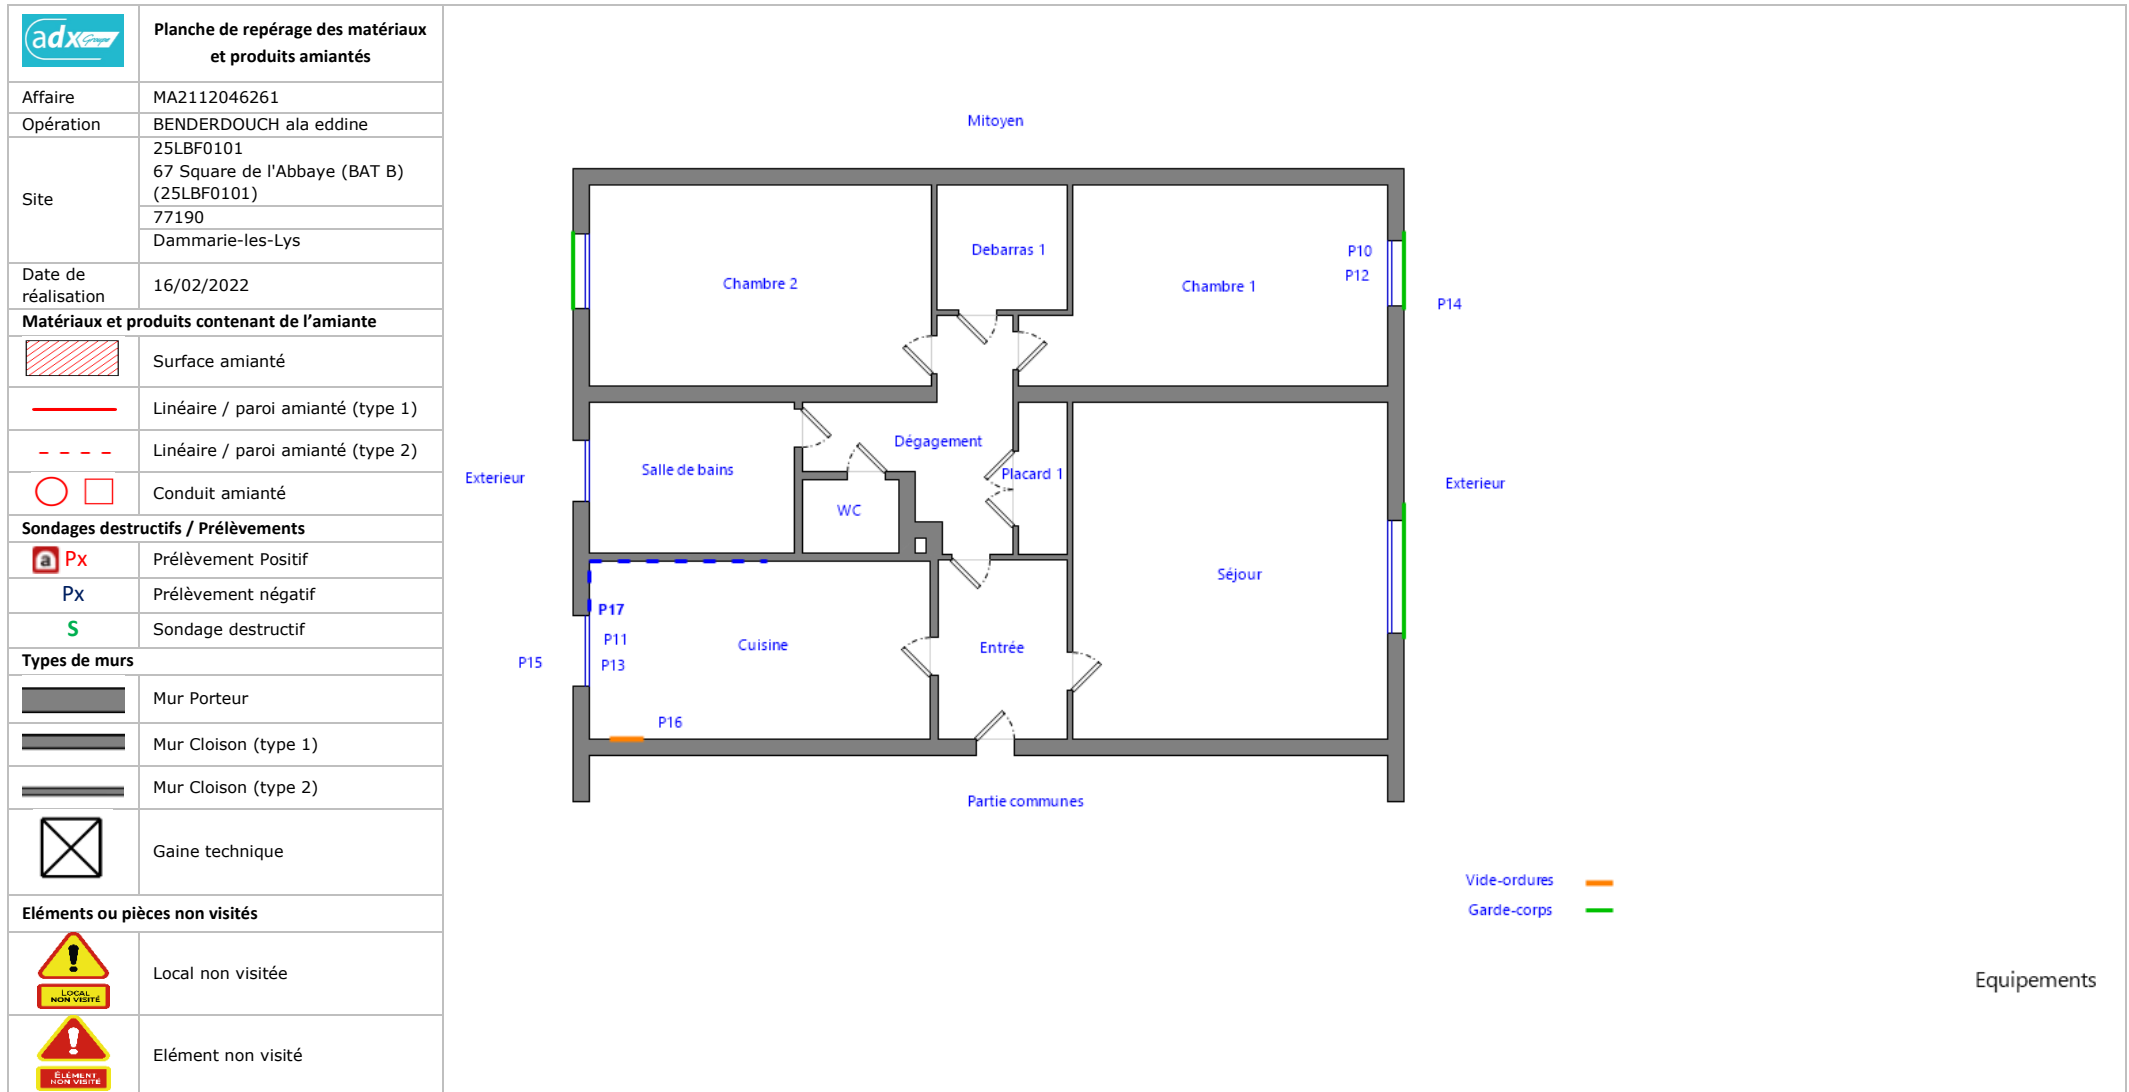 adx Groupe
Planche de repérage des matériaux
et produits amiantés
Affaire
MA2112046261
Opération
BENDERDOUCH ala eddine
Site
25LBF0101
67 Square de l'Abbaye (BAT B)
(25LBF0101)
77190
Dammarie-les-Lys
Date de
réalisation
16/02/2022
Matériaux et produits contenant de l'amiante
Surface amianté
Linéaire / paroi amianté (type 1)
Linéaire / paroi amianté (type 2)
Conduit amianté
Sondages destructifs / Prélèvements
a Px
Prélèvement Positif
Px
Prélèvement négatif
S
Sondage destructif
Types de murs
Mur Porteur
Mur Cloison (type 1)
Mur Cloison (type 2)
Gaine technique
Eléments ou pièces non visités
LOCAL
NON VISITÉ
Local non visitée
ÉLÉMENT
NON VISITÉ
Elément non visité
Mitoyen
Debarras 1
P10
Chambre 2
Chambre 1
P12
P14
Dégagement
Salle de bains
Placard 1
Exterieur
Exterieur
WC
Séjour
P17
P11
Cuisine
Entrée
P15
P13
P16
Partie communes
Vide-ordures
Garde-corps
Equipements